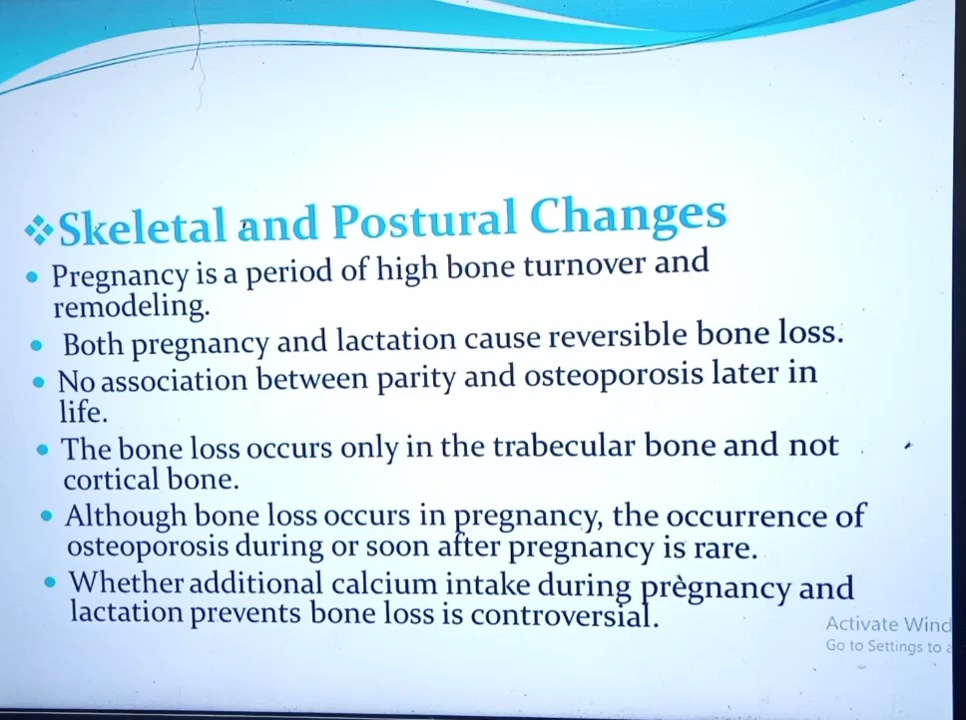 Skeletal and Postural Changes
Pregnancy is a period of high bone turnover and
remodeling.
Both pregnancy and lactation cause reversible bone loss.
No association between parity and osteoporosis later in
life.
The bone loss occurs only in the trabecular bone and not
cortical bone.
Although bone loss occurs in pregnancy, the occurrence of
osteoporosis during or soon after pregnancy is rare.
Whether additional calcium intake during pregnancy and
lactation prevents bone loss is controversial.
Activate Wind
Go to Settings to a